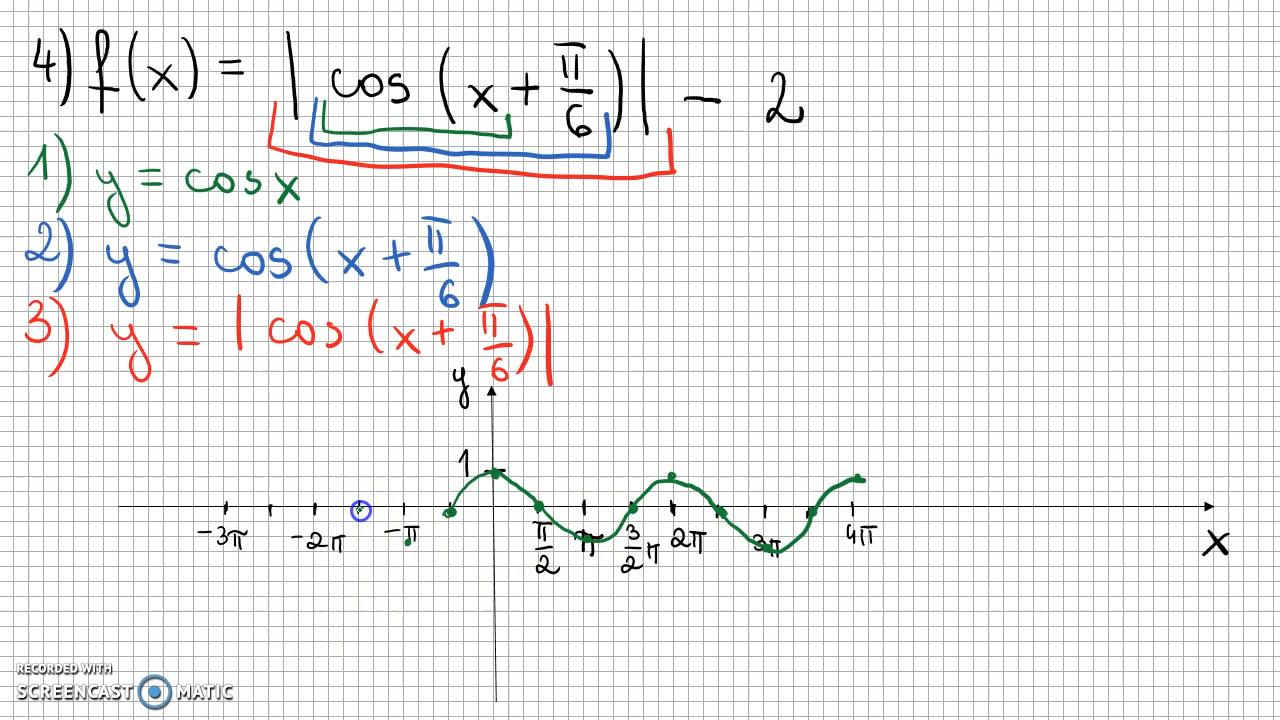 4) f(x) = | cos (x + π/6) | - 2
1) y = cos x
2) y = cos (x + π/6)
3) y = | cos (x + π/6) |
y
1
-3π -2π -π π/2 π 3/2 π 2π 3π 4π
x
RECORDED WITH
SCREENCAST MATIC